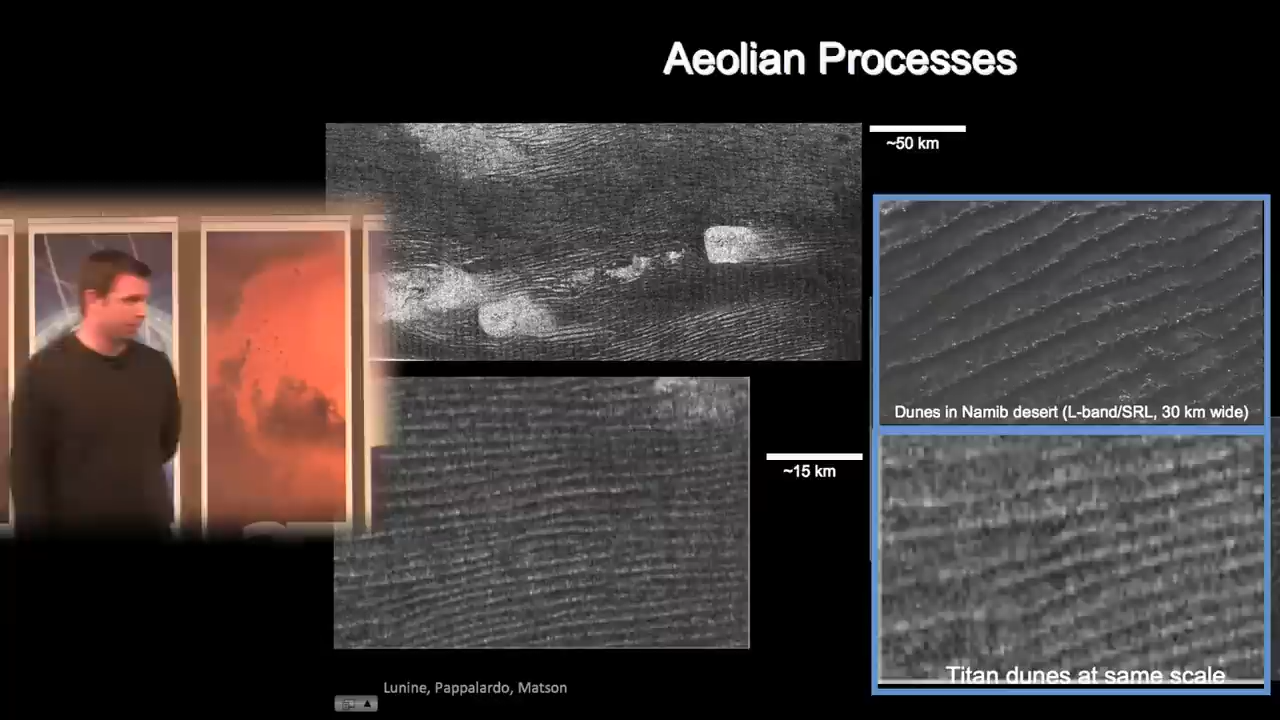 Aeolian Processes
~50 km
Dunes in Namib desert (L-band/SRL, 30 km wide)
~15 km
Titan dunes at same scale
Lunine, Pappalardo, Matson